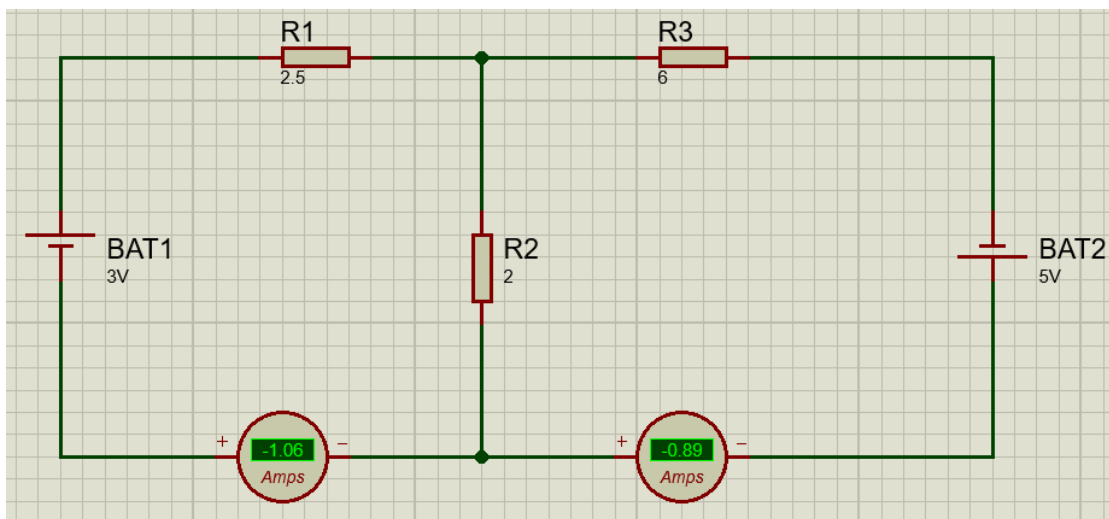 R1
2.5
R3
6
BAT1
3V
R2
2
BAT2
5V
+ -1.06 −
Amps
+ -0.89 −
Amps